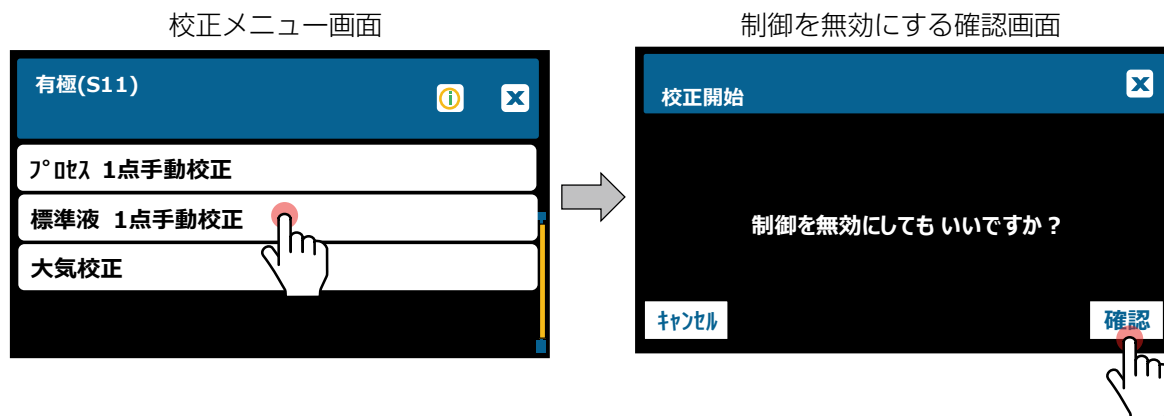 校正メニュー画面
制御を無効にする確認画面
有極(S11)
校正開始
ﾌﾟﾛｾｽ 1点手動校正
標準液 1点手動校正
大気校正
制御を無効にしても いいですか？
ｷｬﾝｾﾙ
確認